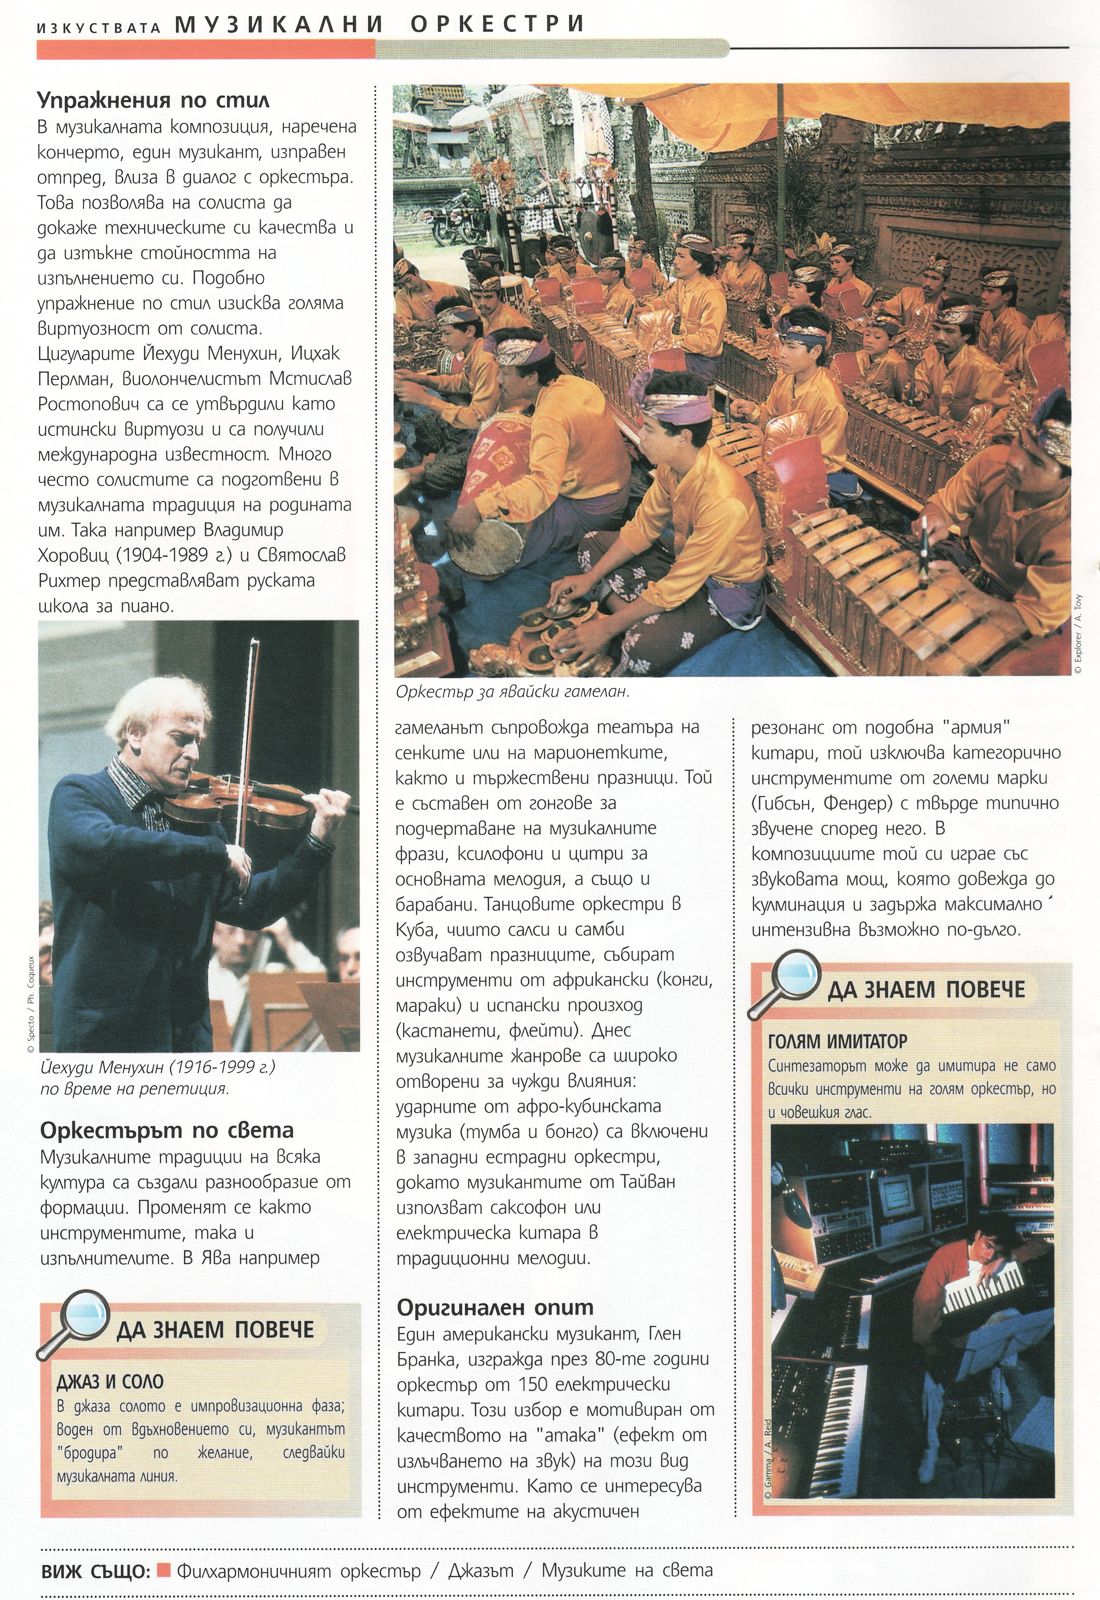 ИЗКУСТВАТА МУЗИКАЛНИ ОРКЕСТРИ
Упражнения по стил
В музикалната композиция, наречена
кончерто, един музикант, изправен
отпред, влиза в диалог с оркестъра.
Това позволява на солиста да
докаже техническите си качества и
да изтъкне стойността на
изпълнението си. Подобно
упражнение по стил изисква голяма
виртуозност от солиста.
Цигуларите Йехуди Менухин, Ицхак
Перлман, виолончелистът Мстислав
Ростопович са се утвърдили като
истински виртуози и са получили
международна известност. Много
често солистите са подготвени в
музикалната традиция на родината
им. Така например Владимир
Хоровиц (1904-1989 г.) и Святослав
Рихтер представляват руската
школа за пиано.
© Specto / Ph. Coqueux
Йехуди Менухин (1916-1999 г.)
по време на репетиция.
Оркестърът по света
Музикалните традиции на всяка
култура са създали разнообразие от
формации. Променят се както
инструментите, така и
изпълнителите. В Ява например
ДА ЗНАЕМ ПОВЕЧЕ
ДЖАЗ И СОЛО
В джаза солото е импровизационна фаза;
воден от вдъхновението си, музикантът
"бродира" по желание, следвайки
музикалната линия.
© Explorer / A. Tovy
Оркестър за явайски гамелан.
гамеланът съпровожда театъра на
сенките или на марионетките,
както и тържествени празници. Той
е съставен от гонгове за
подчертаване на музикалните
фрази, ксилофони и цитри за
основната мелодия, а също и
барабани. Танцовите оркестри в
Куба, чиито салси и самби
озвучават празниците, събират
инструменти от африкански (конги,
мараки) и испански произход
(кастанети, флейти). Днес
музикалните жанрове са широко
отворени за чужди влияния:
ударните от афро-кубинската
музика (тумба и бонго) са включени
в западни естрадни оркестри,
докато музикантите от Тайван
използват саксофон или
електрическа китара в
традиционни мелодии.
Оригинален опит
Един американски музикант, Глен
Бранка, изгражда през 80-те години
оркестър от 150 електрически
китари. Този избор е мотивиран от
качеството на "атака" (ефект от
излъчването на звук) на този вид
инструменти. Като се интересува
от ефектите на акустичен
резонанс от подобна "армия"
китари, той изключва категорично
инструментите от големи марки
(Гибсън, Фендер) с твърде типично
звучене според него. В
композициите той си играе със
звуковата мощ, която довежда до
кулминация и задържа максимално
интензивна възможно по-дълго.
ДА ЗНАЕМ ПОВЕЧЕ
ГОЛЯМ ИМИТАТОР
Синтезаторът може да имитира не само
всички инструменти на голям оркестър, но
и човешкия глас.
© Gamma / A. Reid
ВИЖ СЪЩО: Филхармоничният оркестър / Джазът / Музиките на света